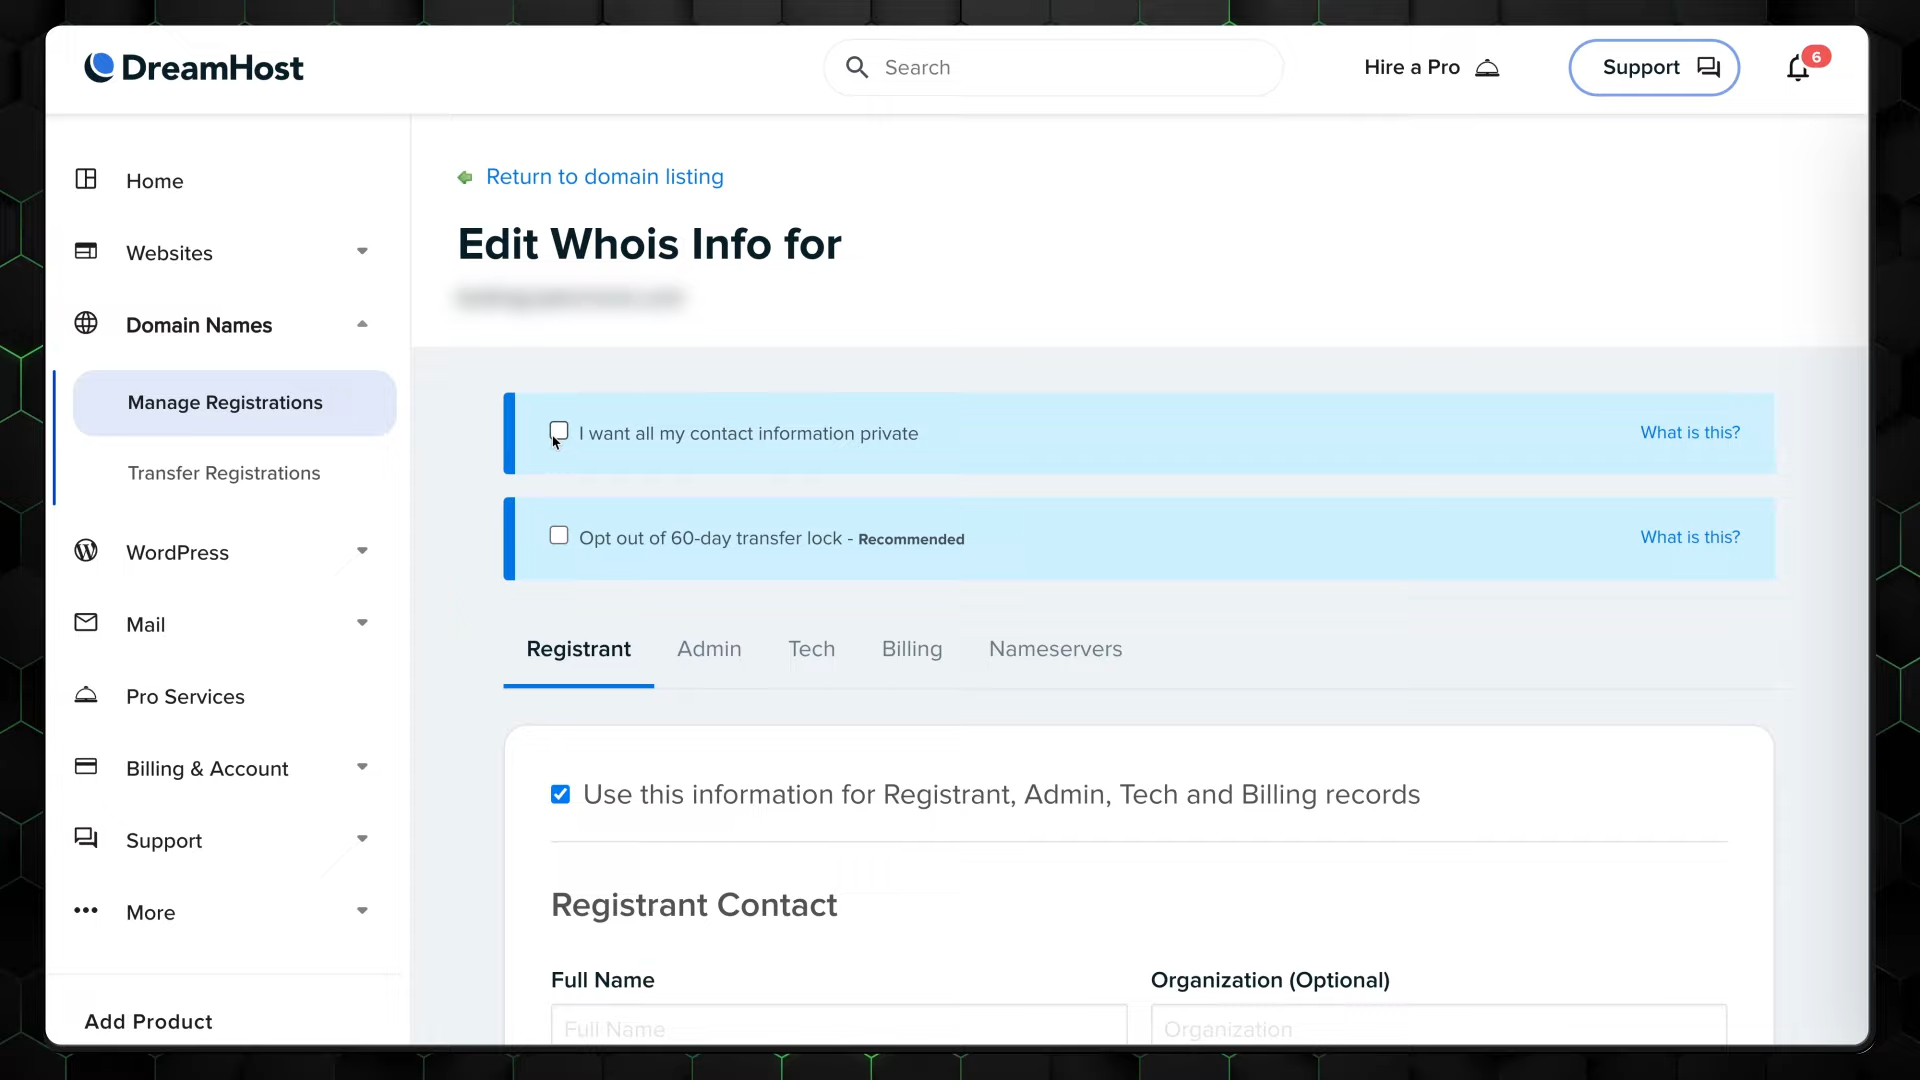 DreamHost
Search
Hire a Pro
Support
6
Home
Websites
Domain Names
Manage Registrations
Transfer Registrations
WordPress
Mail
Pro Services
Billing & Account
Support
More
Add Product
Return to domain listing
Edit Whois Info for
I want all my contact information private
What is this?
Opt out of 60-day transfer lock - Recommended
What is this?
Registrant
Admin
Tech
Billing
Nameservers
Use this information for Registrant, Admin, Tech and Billing records
Registrant Contact
Full Name
Organization (Optional)
Full Name
Organization